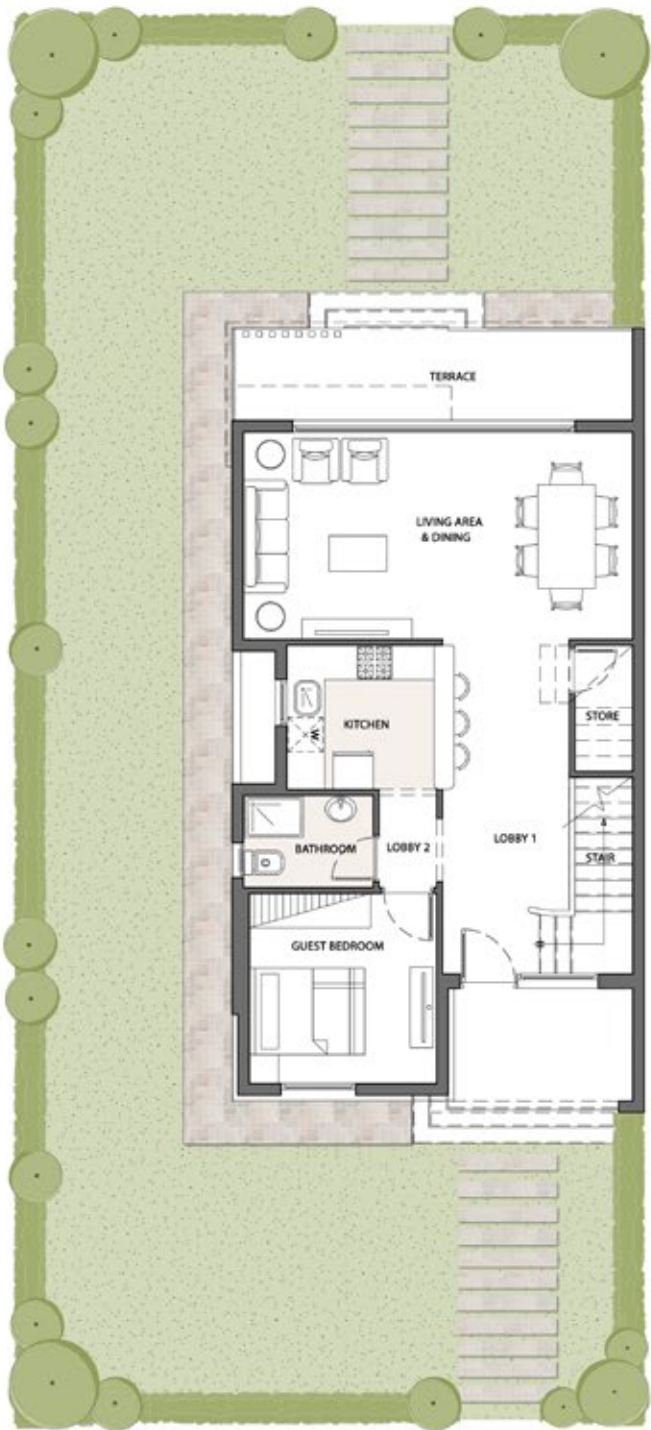 TERRACE
LIVING AREA
& DINING
STORE
KITCHEN
W
LOBBY 1
BATHROOM
LOBBY 2
STAIR
GUEST BEDROOM